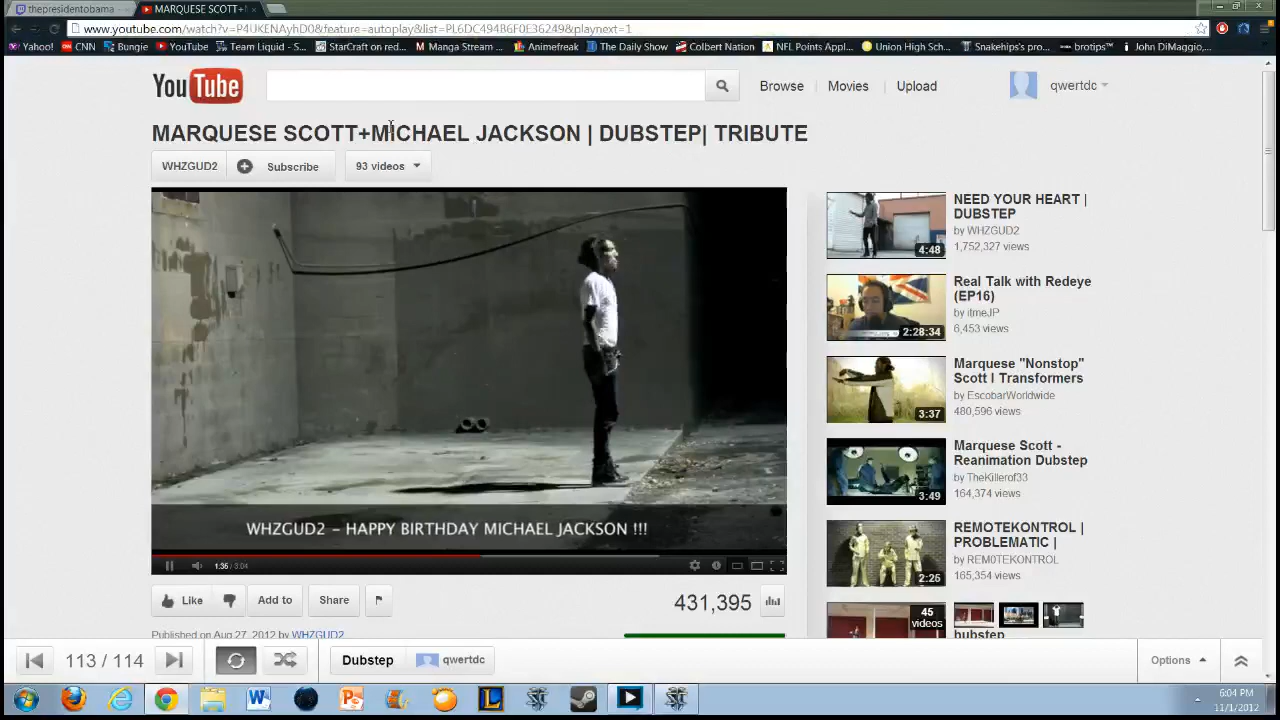 thepresidentobama
MARQUESE SCOTT+M
www.youtube.com/watch?v=P4UKENAyhD0&feature=autoplay&list=PL6DC494B6F0E36249&playnext=1
Yahoo! CNN Bungie YouTube Team Liquid - S... StarCraft on red... Manga Stream ... Animefreak The Daily Show Colbert Nation NFL Points Appl... Union High Sch... Snakehips's pro... brotips™ John DiMaggio,...
YouTube
Browse Movies Upload qwertdc
MARQUESE SCOTT+MICHAEL JACKSON | DUBSTEP| TRIBUTE
WHZGUD2 Subscribe 93 videos
WHZGUD2 – HAPPY BIRTHDAY MICHAEL JACKSON !!!
1:36 / 3:04
Like Add to Share 431,395
Published on Aug 27, 2012 by WHZGUD2
4:48
NEED YOUR HEART |
DUBSTEP
by WHZGUD2
1,752,327 views
2:28:34
Real Talk with Redeye
(EP16)
by itmeJP
6,453 views
3:37
Marquese "Nonstop"
Scott I Transformers
by EscobarWorldwide
480,596 views
3:49
Marquese Scott -
Reanimation Dubstep
by TheKillerof33
164,374 views
2:25
REMOTEKONTROL |
PROBLEMATIC |
by REM0TEKONTROL
165,354 views
45
videos
bubstep
113 / 114 Dubstep qwertdc Options
6:04 PM
11/1/2012